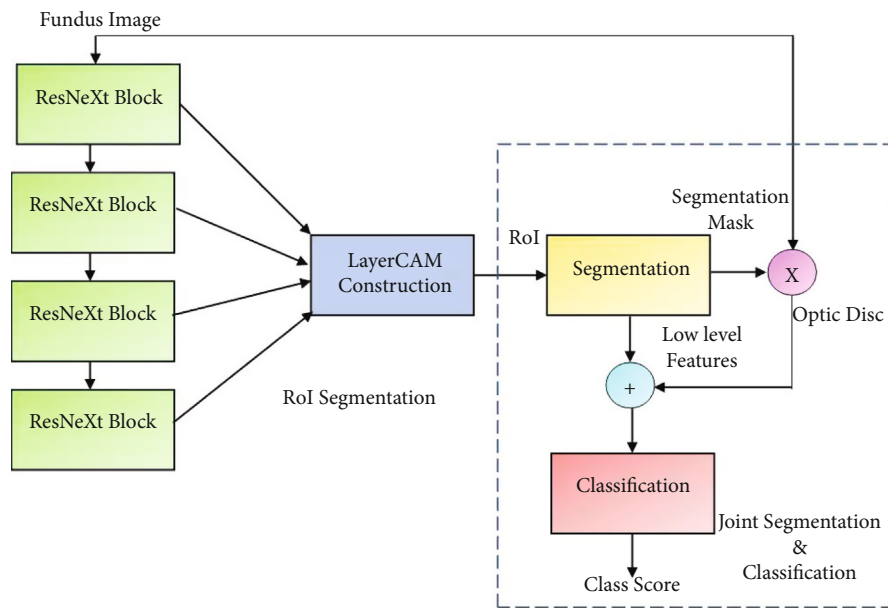 Fundus Image
ResNeXt Block
ResNeXt Block
ResNeXt Block
ResNeXt Block
LayerCAM
Construction
RoI Segmentation
RoI
Segmentation
Segmentation
Mask
X
Optic Disc
Low level
Features
+
Classification
Joint Segmentation
&
Classification
Class Score